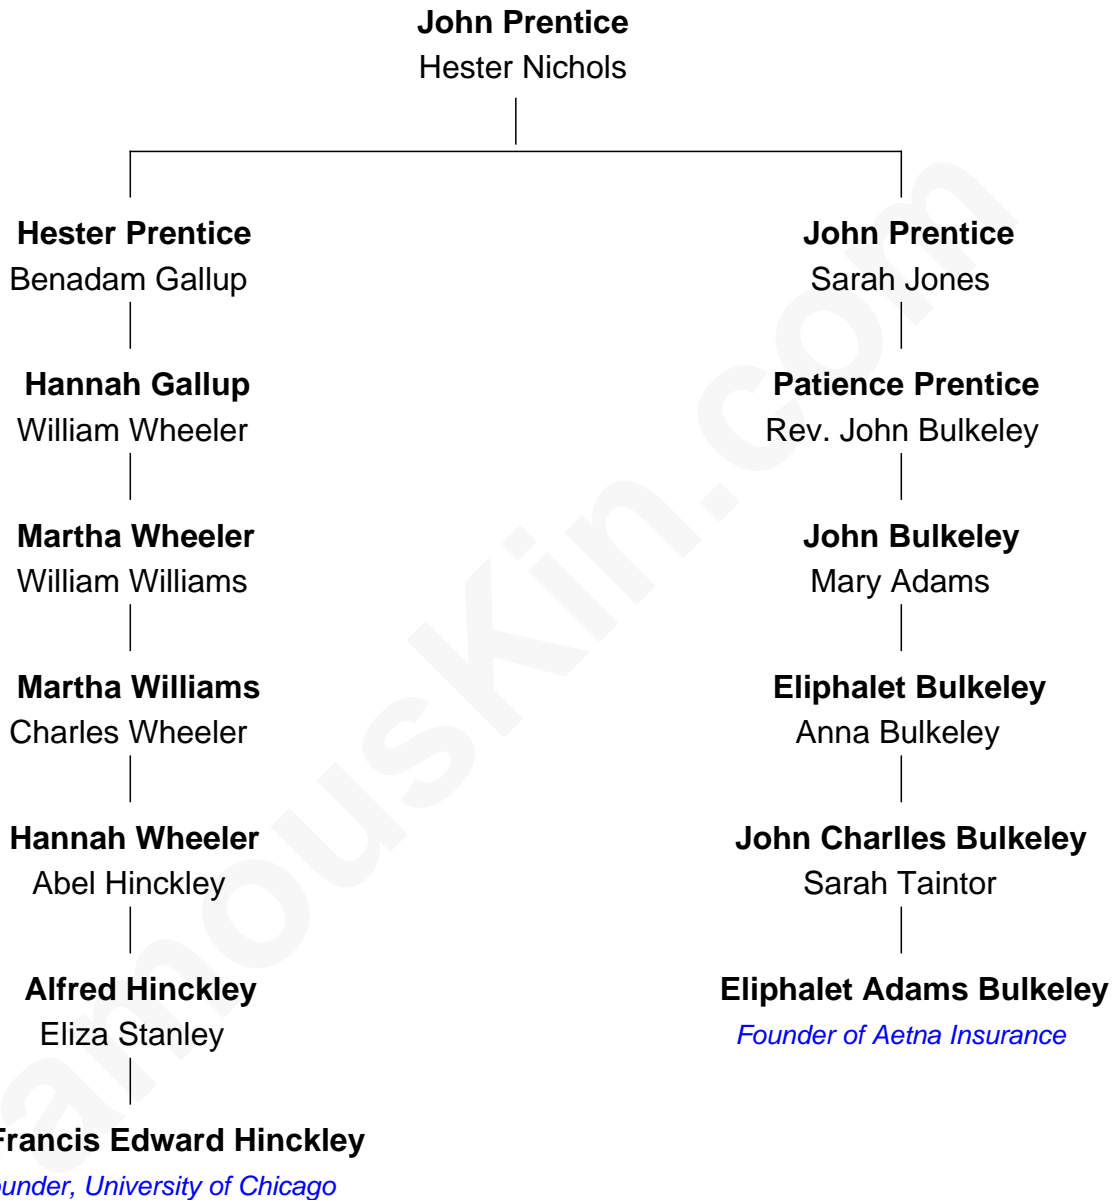 John Prentice
Hester Nichols
Hester Prentice
Benadam Gallup
John Prentice
Sarah Jones
Hannah Gallup
William Wheeler
Patience Prentice
Rev. John Bulkeley
Martha Wheeler
William Williams
John Bulkeley
Mary Adams
Martha Williams
Charles Wheeler
Eliphalet Bulkeley
Anna Bulkeley
Hannah Wheeler
Abel Hinckley
John Charlles Bulkeley
Sarah Taintor
Alfred Hinckley
Eliza Stanley
Eliphalet Adams Bulkeley
Founder of Aetna Insurance
Francis Edward Hinckley
ounder, University of Chicago
amouskin.com